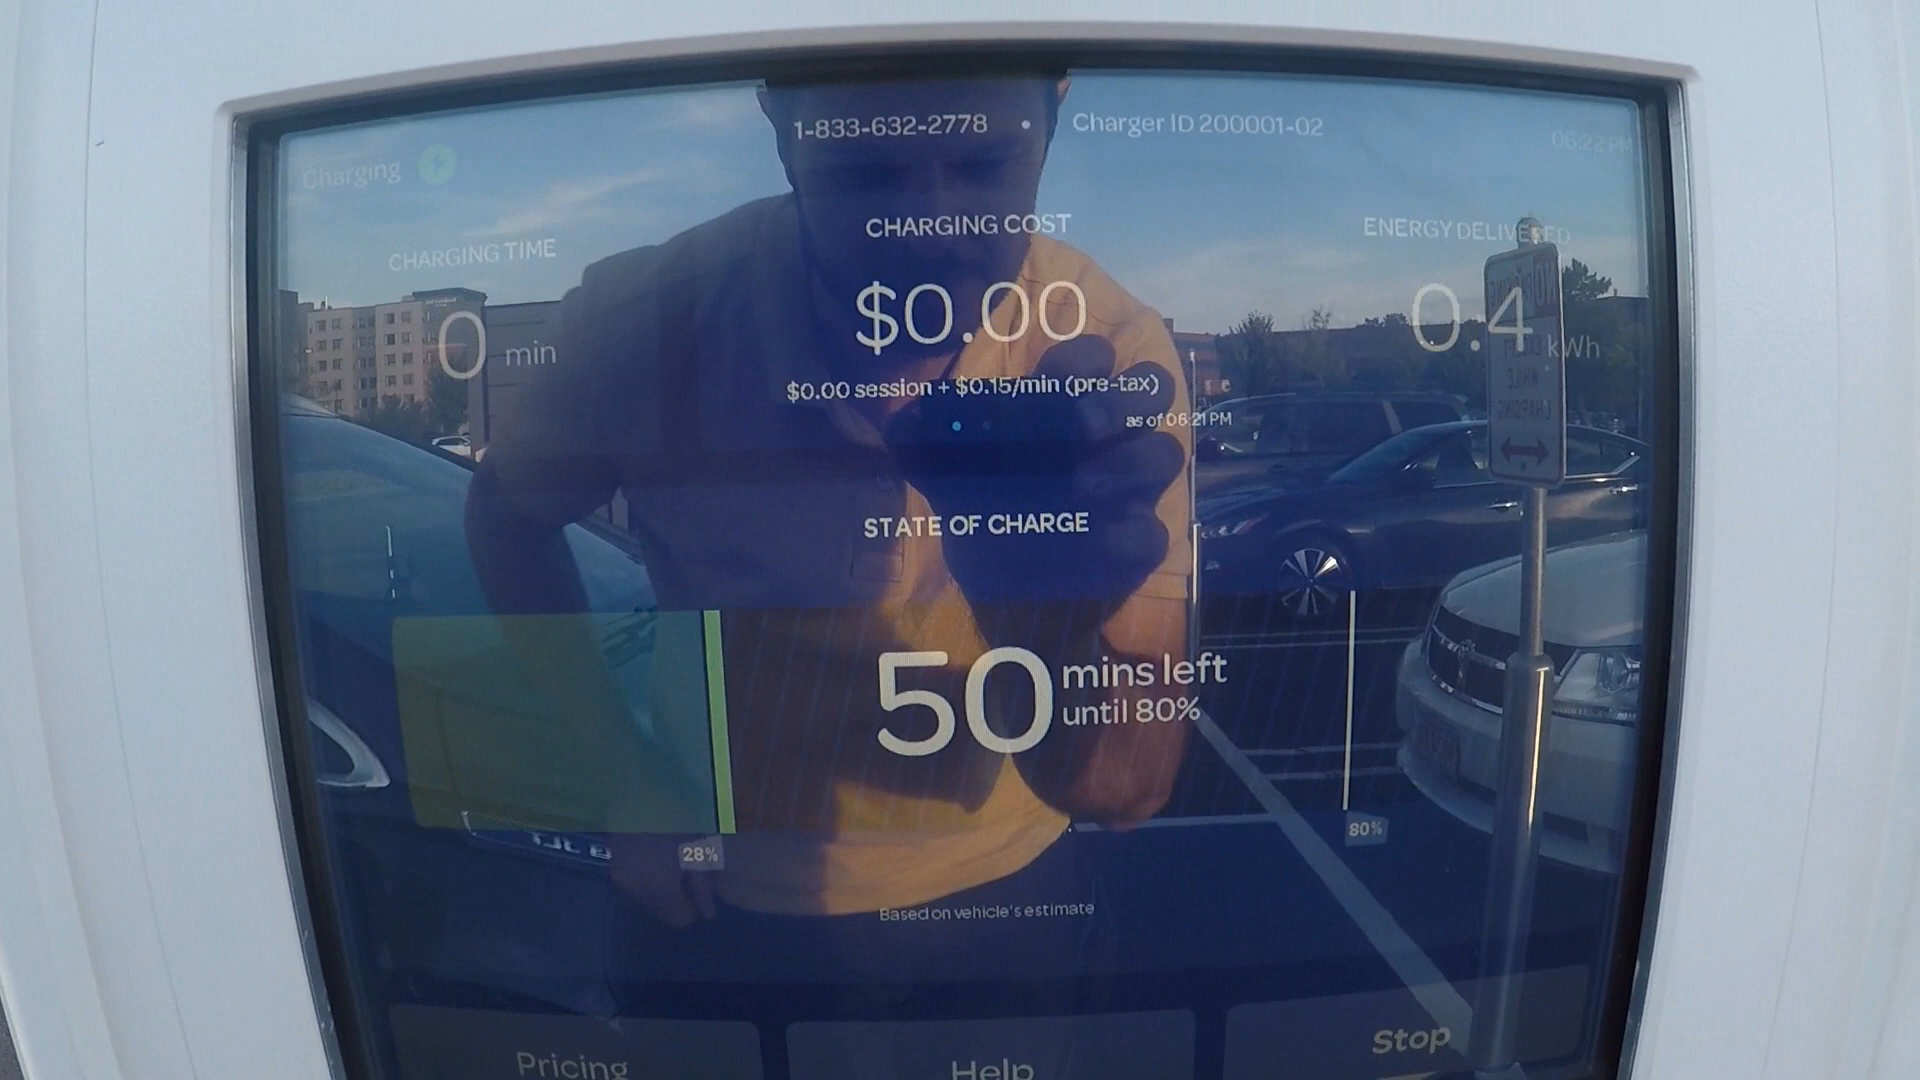 1-833-632-2778 • Charger ID 200001-02
06:22 PM
Charging
CHARGING TIME
0 min
CHARGING COST
$0.00
$0.00 session + $0.15/min (pre-tax)
as of 06:21 PM
ENERGY DELIVERED
0.4 kWh
STATE OF CHARGE
50 mins left
until 80%
28%
80%
Based on vehicle's estimate
Pricing
Help
Stop